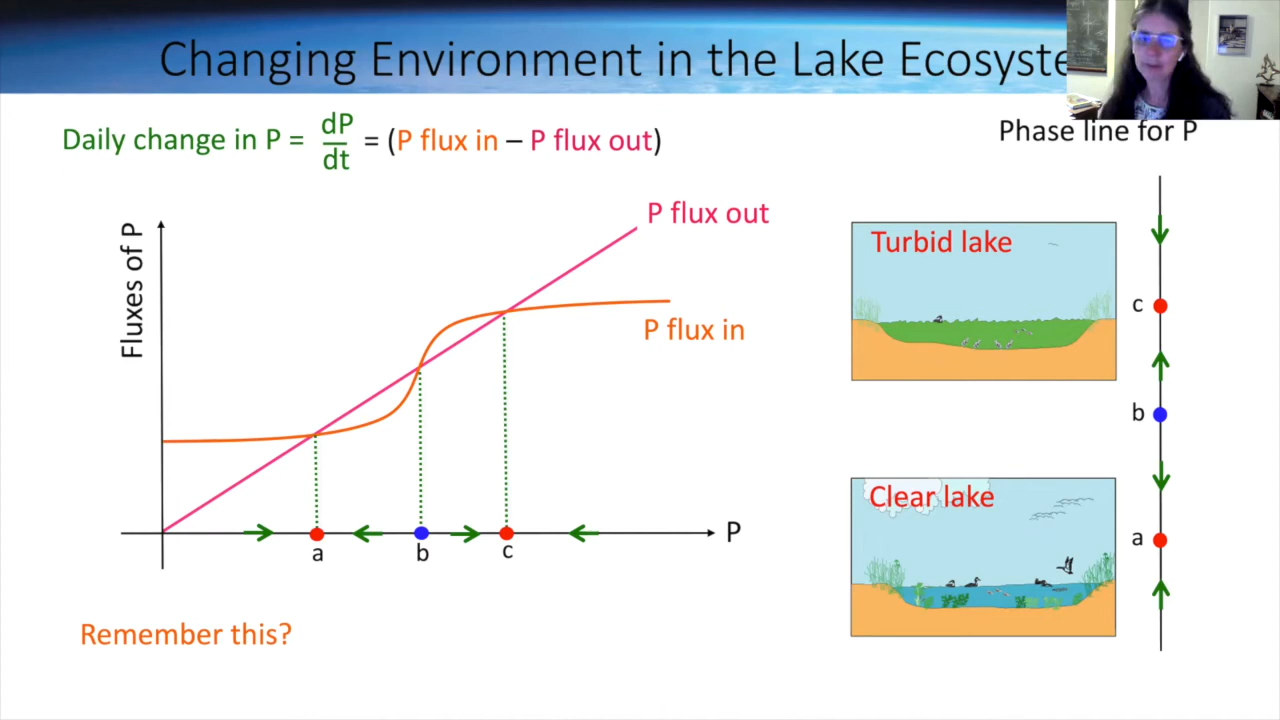 Changing Environment in the Lake Ecosyste
Daily change in P = dP/dt = (P flux in – P flux out)
Phase line for P
Fluxes of P
P flux out
P flux in
P
a
b
c
Turbid lake
Clear lake
c
b
a
Remember this?